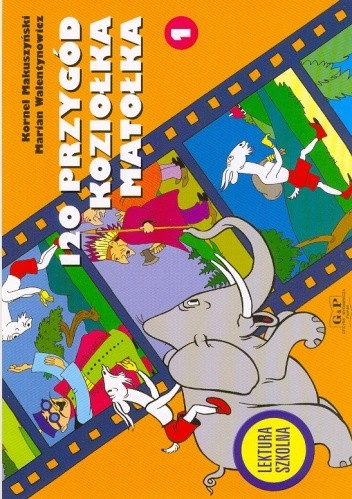 Kornel Makuszyński
Marian Walentynowicz
120 PRZYGÓD
KOZIOŁKA
MATOŁKA
1
G&P
LEKTURA
SZKOLNA